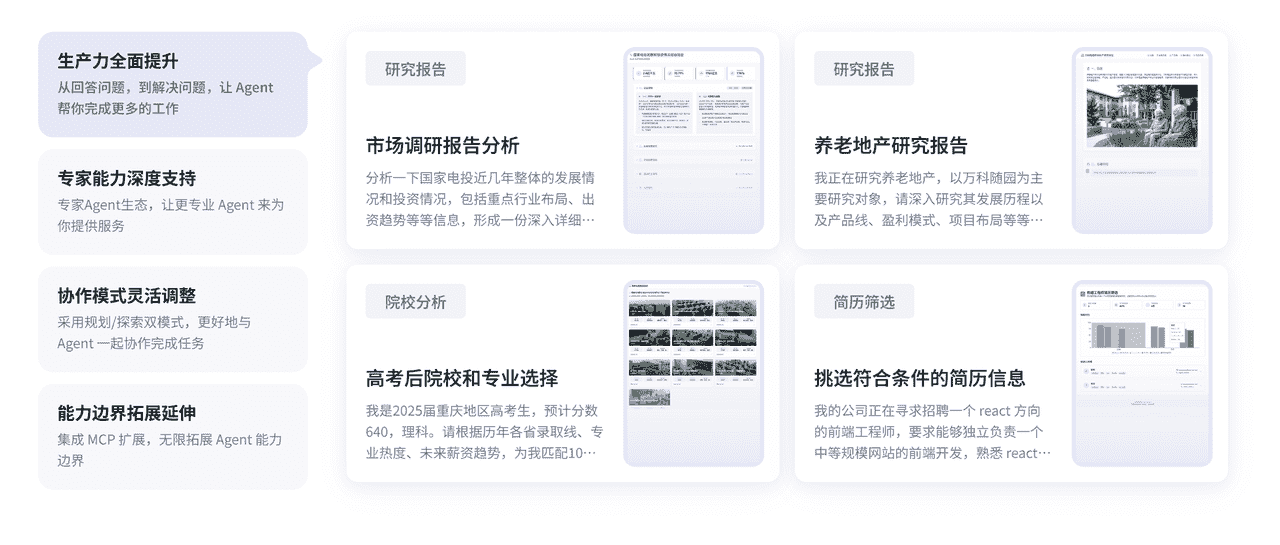 生产力全面提升
从回答问题，到解决问题，让 Agent
帮你完成更多的工作
专家能力深度支持
专家Agent生态，让更专业 Agent 来为
你提供服务
协作模式灵活调整
采用规划/探索双模式，更好地与
Agent 一起协作完成任务
能力边界拓展延伸
集成 MCP 扩展，无限拓展 Agent 能力
边界
研究报告
市场调研报告分析
分析一下国家电投近几年整体的发展情
况和投资情况，包括重点行业布局、出
资趋势等等信息，形成一份深入详细…
研究报告
养老地产研究报告
我正在研究养老地产，以万科随园为主
要研究对象，请深入研究其发展历程以
及产品线、盈利模式、项目布局等等…
院校分析
高考后院校和专业选择
我是2025届重庆地区高考生，预计分数
640，理科。请根据历年各省录取线、专
业热度、未来薪资趋势，为我匹配10…
简历筛选
挑选符合条件的简历信息
我的公司正在寻求招聘一个 react 方向
的前端工程师，要求能够独立负责一个
中等规模网站的前端开发，熟悉 react…